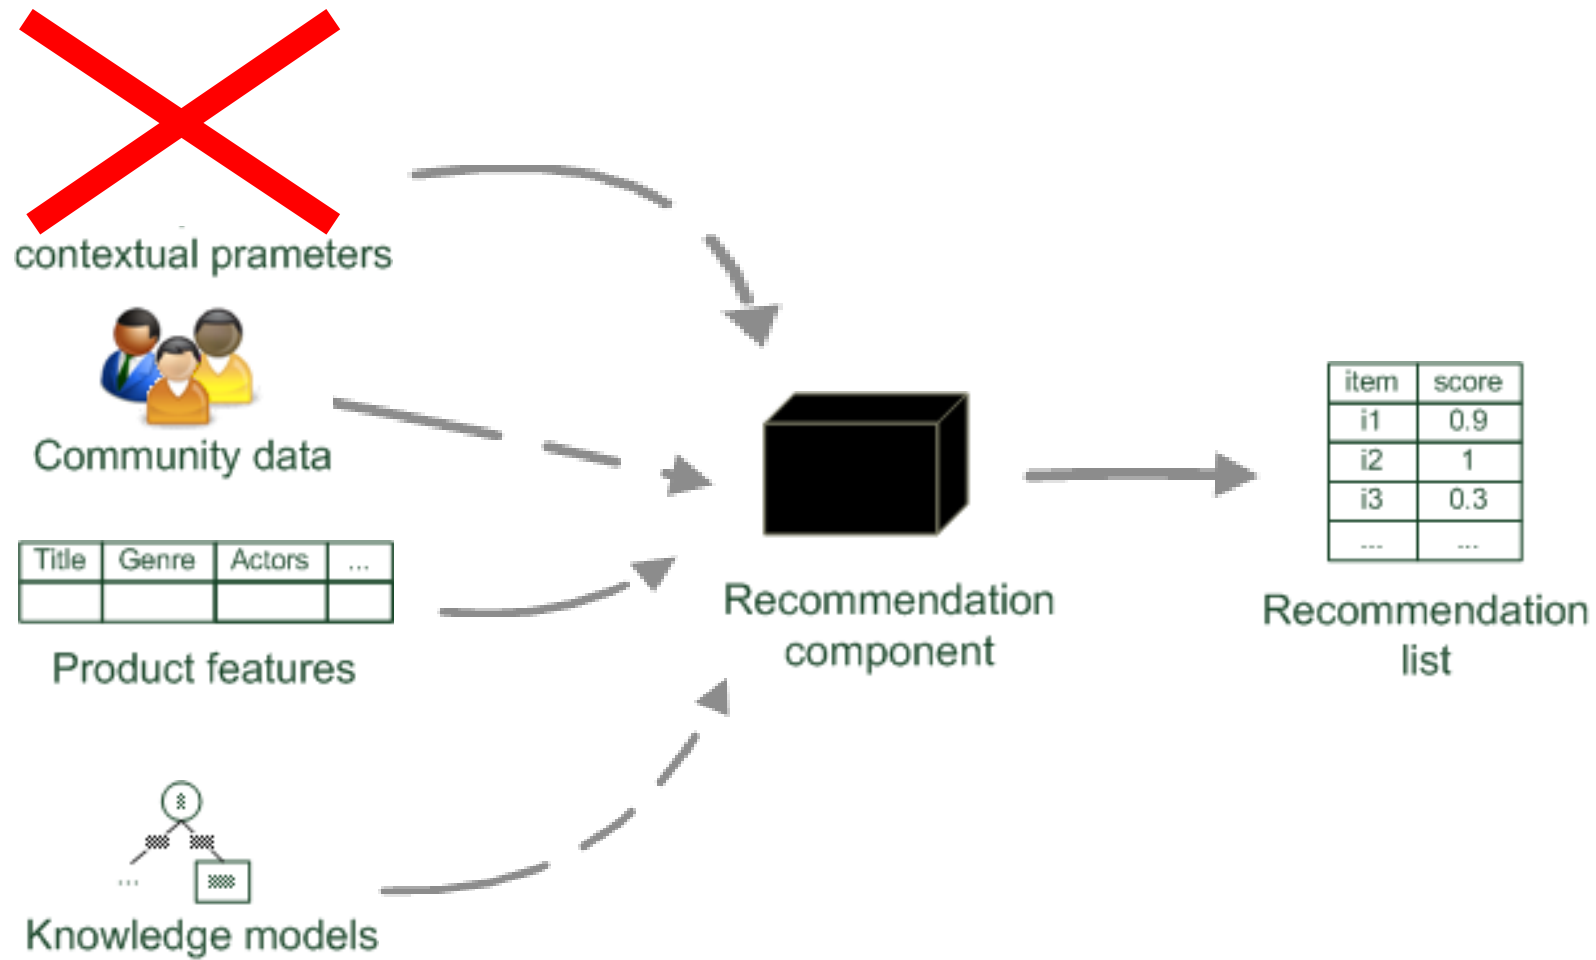 contextual prameters
Community data
Title Genre Actors ...
Product features
...
Knowledge models
Recommendation
component
item score
i1 0.9
i2 1
i3 0.3
... ...
Recommendation
list